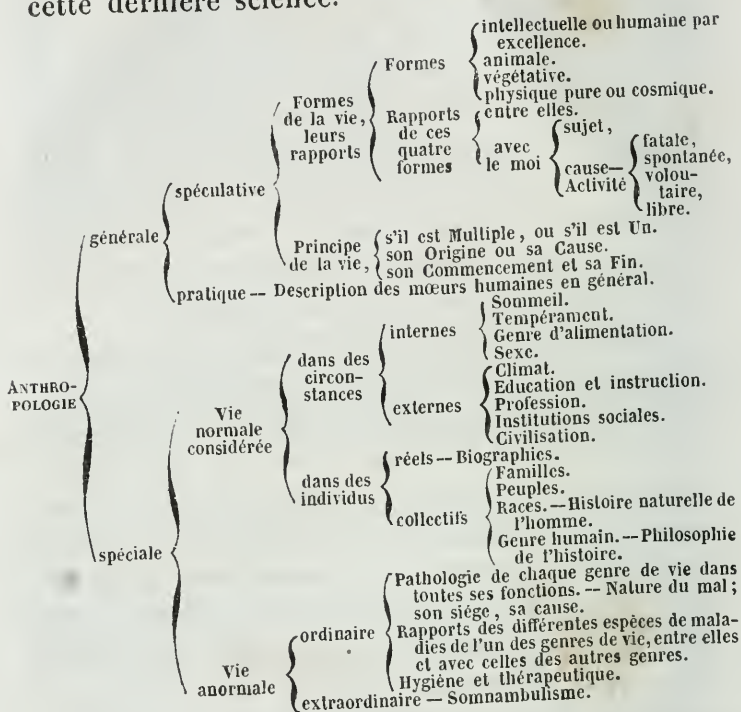 cette dernière science.
intellectuelle ou humaine par
excellence.
Formes
animale.
végétative.
physique pure ou cosmique.
Formes
de la vie,
leurs
rapports
Rapports
de ces
quatre
formes
entre elles.
avec
le moi
sujet,
cause—
Activité
fatale,
spontanée,
volou-
taire,
libre.
spéculative
générale
Principe
de la vie,
s'il est Multiple, ou s'il est Un.
son Origine ou sa Cause.
son Commencement et sa Fin.
pratique — Description des mœurs humaines en général.
ANTHRO-
POLOGIE
Vie
normale
considérée
dans des
circon-
stances
internes
Sommeil.
Tempérament.
Genre d'alimentation.
Sexe.
externes
Climat.
Education et instruction.
Profession.
Institutions sociales.
Civilisation.
dans des
individus
réels — Biographies.
collectifs
Familles.
Peuples.
Races. — Histoire naturelle de
l'homme.
Genre humain. — Philosophie
de l'histoire.
spéciale
Vie
anormale
ordinaire
Pathologie de chaque genre de vie dans
toutes ses fonctions. — Nature du mal;
son siége, sa cause.
Rapports des différentes espèces de mala-
dies de l'un des genres de vie, entre elles
et avec celles des autres genres.
Hygiène et thérapeutique.
extraordinaire — Somnambulisme.